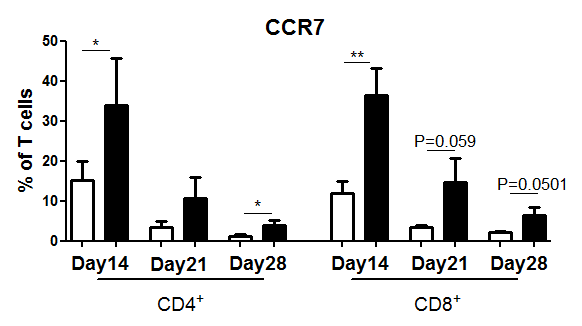 CCR7
% of T cells
50
40
30
20
10
0
*
*
**
P=0.059
P=0.0501
Day14 Day21 Day28 Day14 Day21 Day28
CD4⁺ CD8⁺